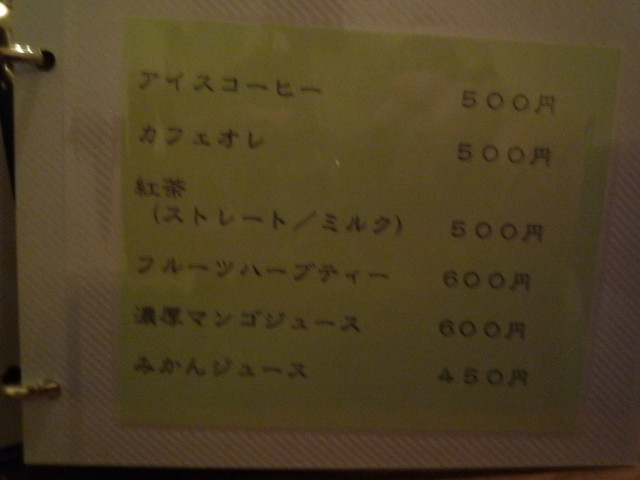 アイスコーヒー ５００円
カフェオレ ５００円
紅茶
（ストレート／ミルク） ５００円
フルーツハーブティー ６００円
濃厚マンゴジュース ６００円
みかんジュース ４５０円